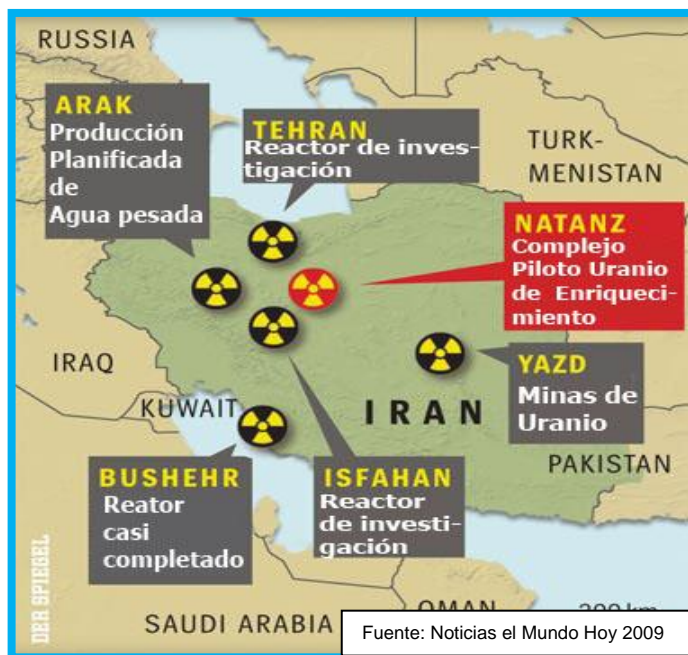 RUSSIA
ARAK
Producción
Planificada
de
Agua pesada
TEHRAN
Reactor de inves-
tigación
TURK-
MENISTAN
NATANZ
Complejo
Piloto Uranio
de Enriqueci-
miento
IRAQ
KUWAIT
IRAN
YAZD
Minas de
Uranio
PAKISTAN
BUSHEHR
Reator
casi
completado
ISFAHAN
Reactor
de investi-
gación
DER SPIEGEL
SAUDI ARABIA
OMAN
Fuente: Noticias el Mundo Hoy 2009